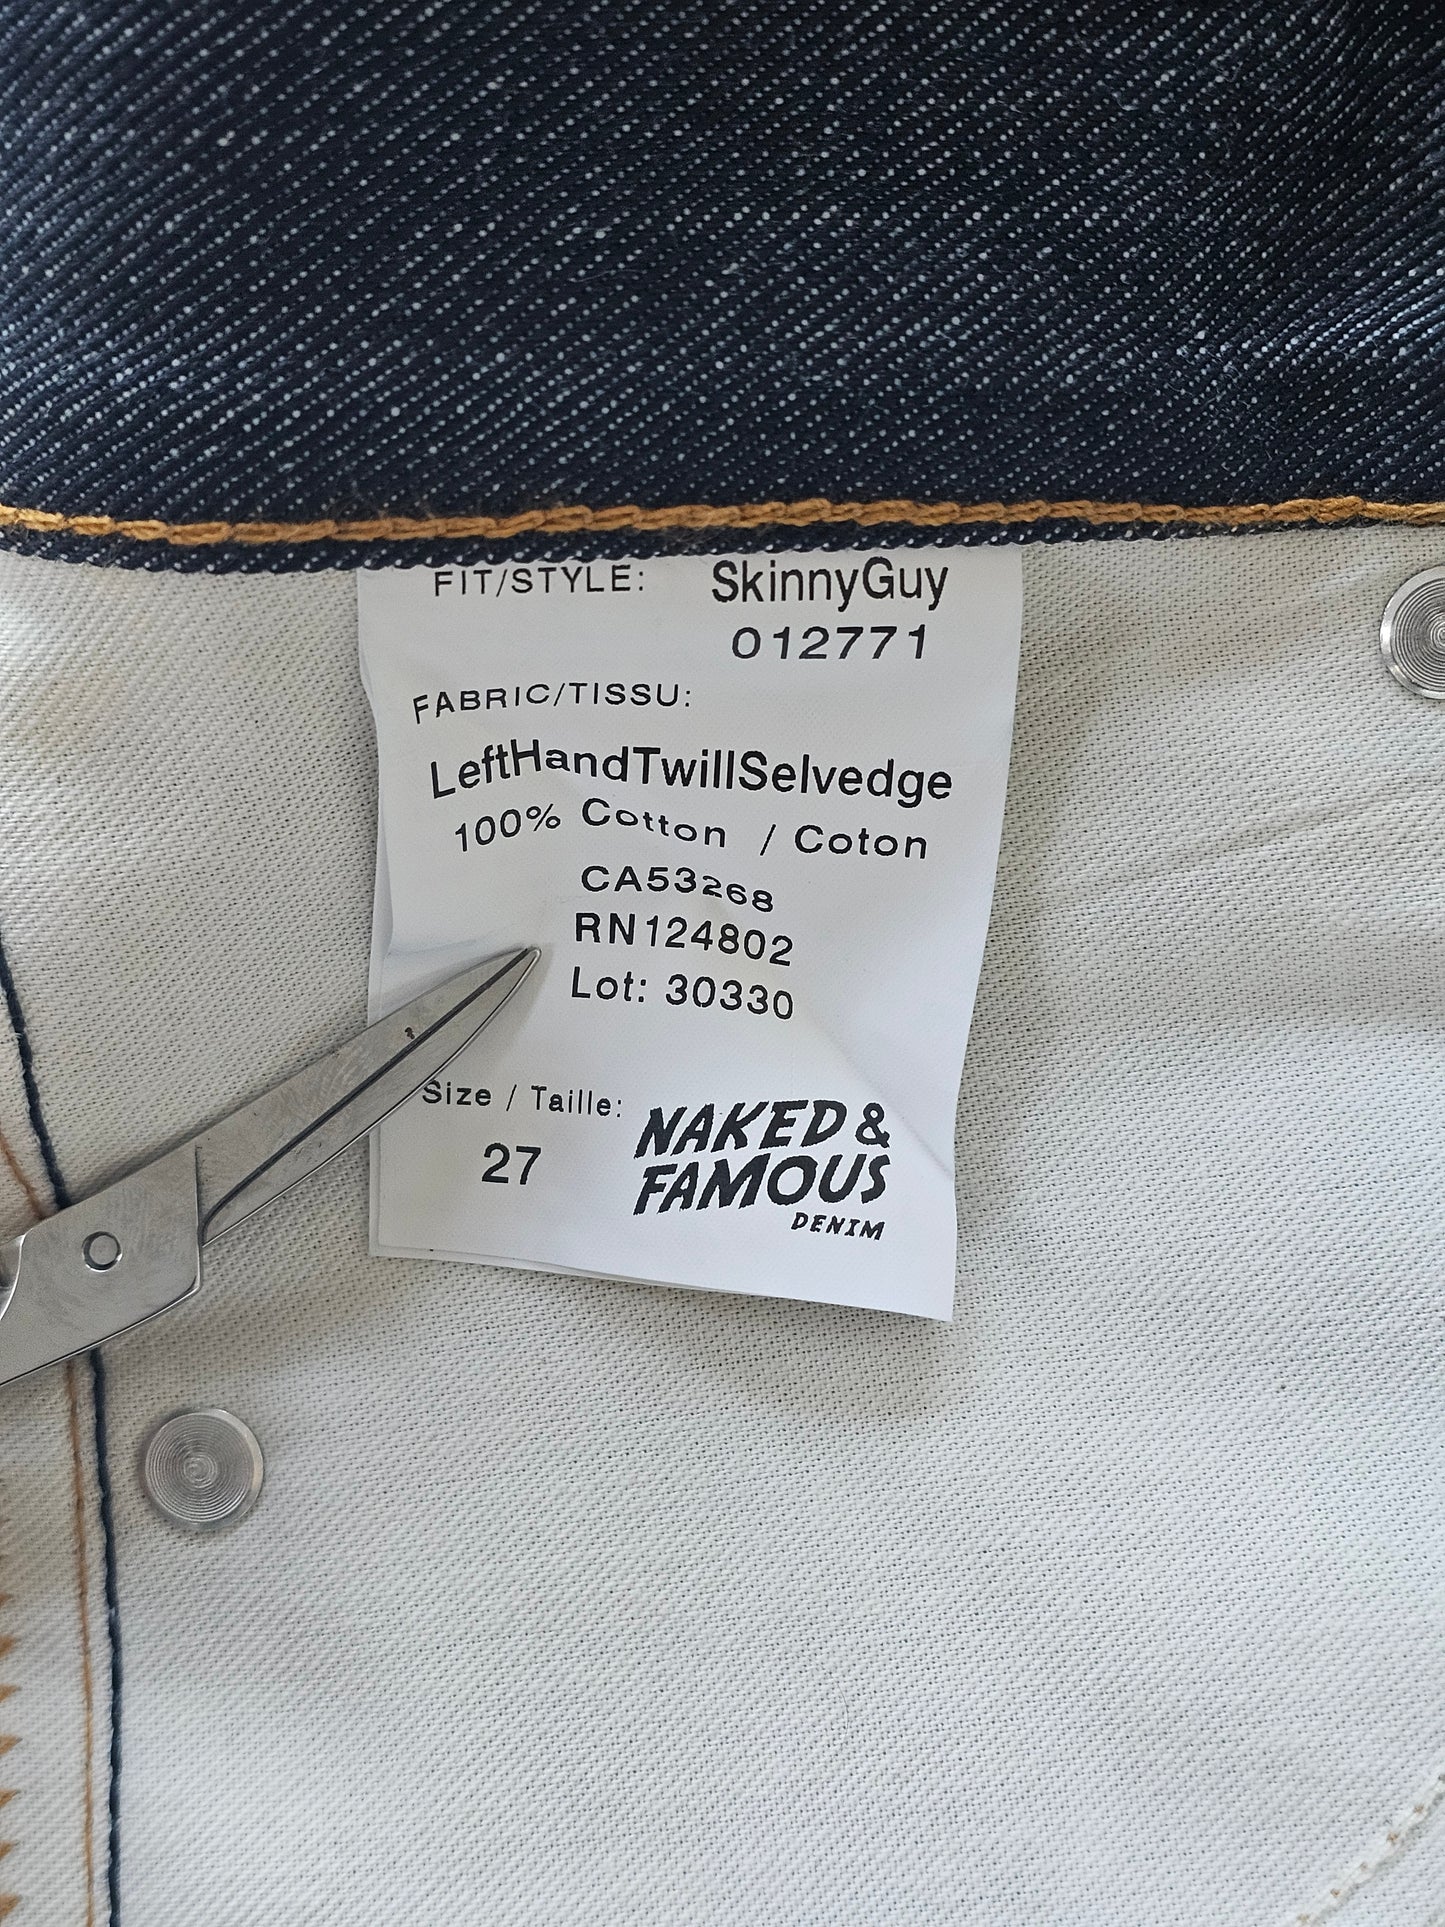 FIT/STYLE: SkinnyGuy
012771
FABRIC/TISSU:
LeftHandTwillSelvedge
100% Cotton / Coton
CA53268
RN124802
Lot: 30330
Size / Taille:
27
NAKED &
FAMOUS
DENIM